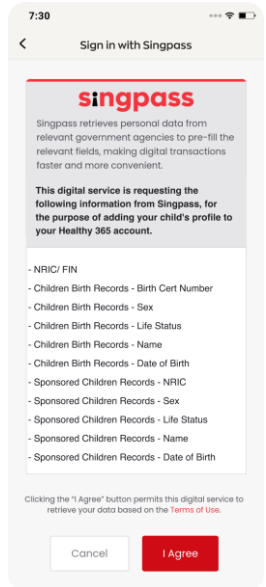 7:30
Sign in with Singpass
singpass
Singpass retrieves personal data from
relevant government agencies to pre-fill the
relevant fields, making digital transactions
faster and more convenient.
This digital service is requesting the
following information from Singpass, for
the purpose of adding your child's profile to
your Healthy 365 account.
- NRIC/ FIN
- Children Birth Records - Birth Cert Number
- Children Birth Records - Sex
- Children Birth Records - Life Status
- Children Birth Records - Name
- Children Birth Records - Date of Birth
- Sponsored Children Records - NRIC
- Sponsored Children Records - Sex
- Sponsored Children Records - Life Status
- Sponsored Children Records - Name
- Sponsored Children Records - Date of Birth
Clicking the "I Agree" button permits this digital service to
retrieve your data based on the Terms of Use.
Cancel I Agree